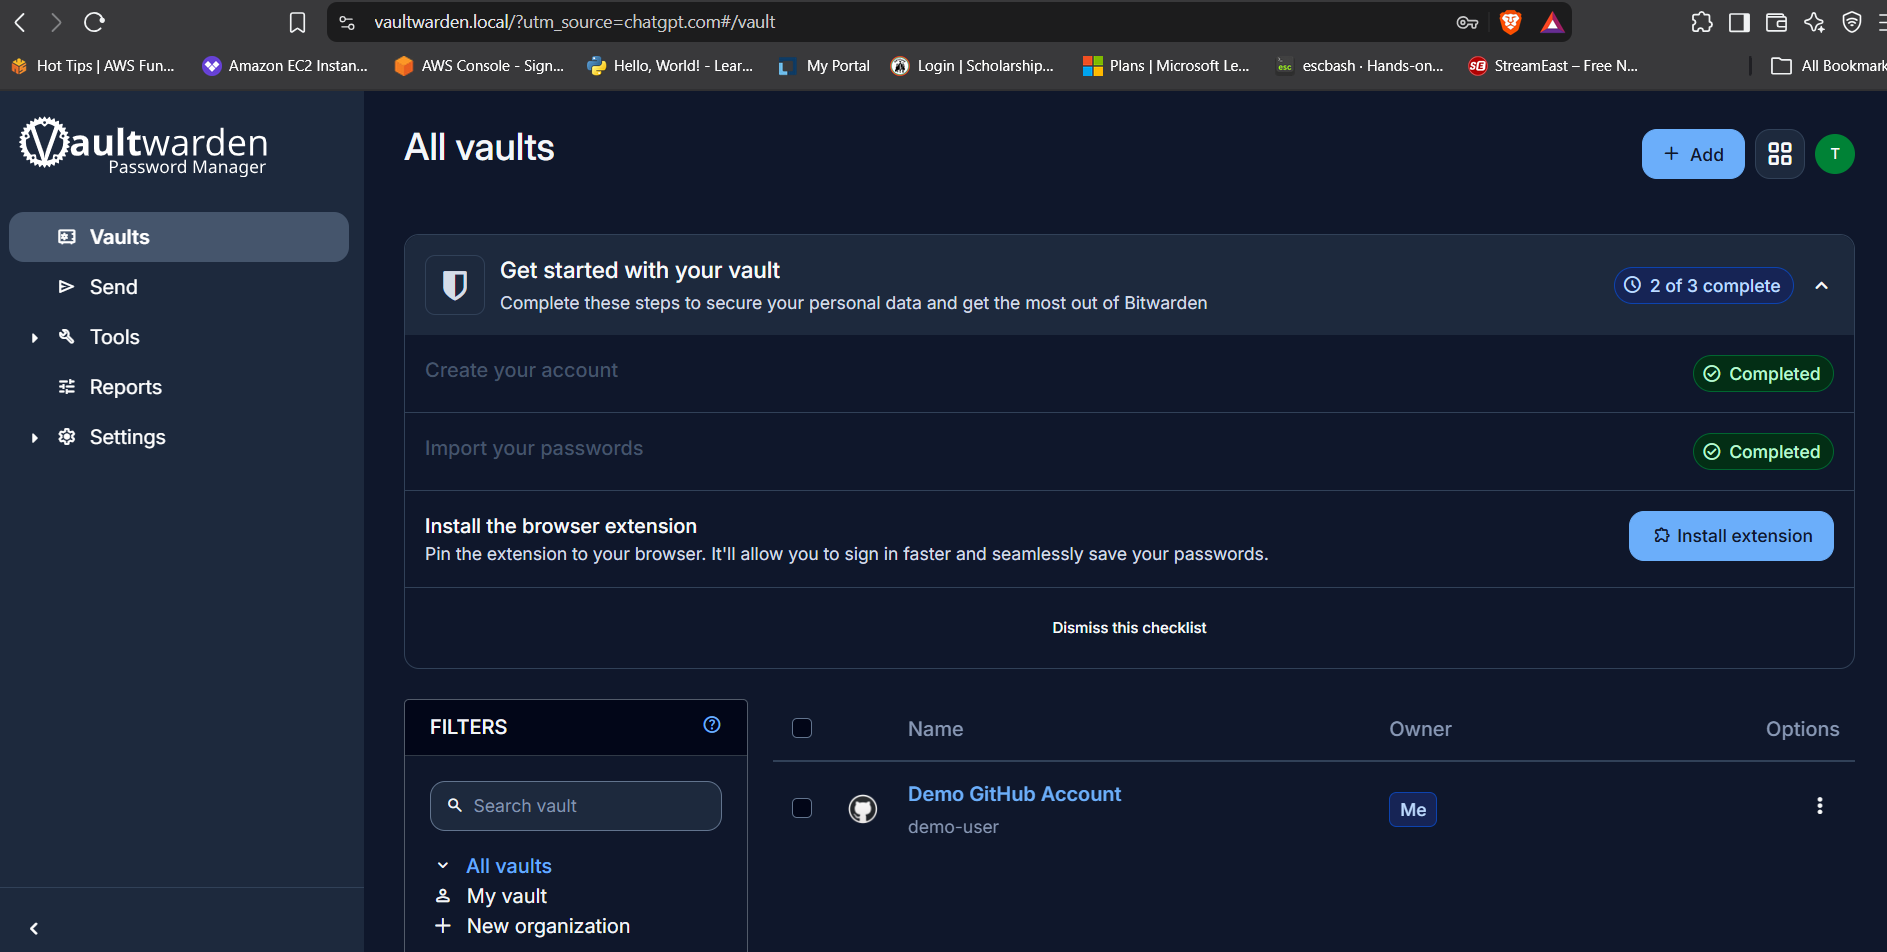 vaultwarden.local/?utm_source=chatgpt.com#/vault
Hot Tips | AWS Fun...
Amazon EC2 Instan...
AWS Console - Sign...
Hello, World! - Lear...
My Portal
Login | Scholarship...
Plans | Microsoft Le...
esc
escbash · Hands-on...
SE
StreamEast – Free N...
All Bookmark
Vaultwarden
Password Manager
Vaults
Send
Tools
Reports
Settings
All vaults
+ Add
T
Get started with your vault
Complete these steps to secure your personal data and get the most out of Bitwarden
2 of 3 complete
Create your account
Completed
Import your passwords
Completed
Install the browser extension
Pin the extension to your browser. It'll allow you to sign in faster and seamlessly save your passwords.
Install extension
Dismiss this checklist
FILTERS
Search vault
All vaults
My vault
New organization
Name
Owner
Options
Demo GitHub Account
demo-user
Me